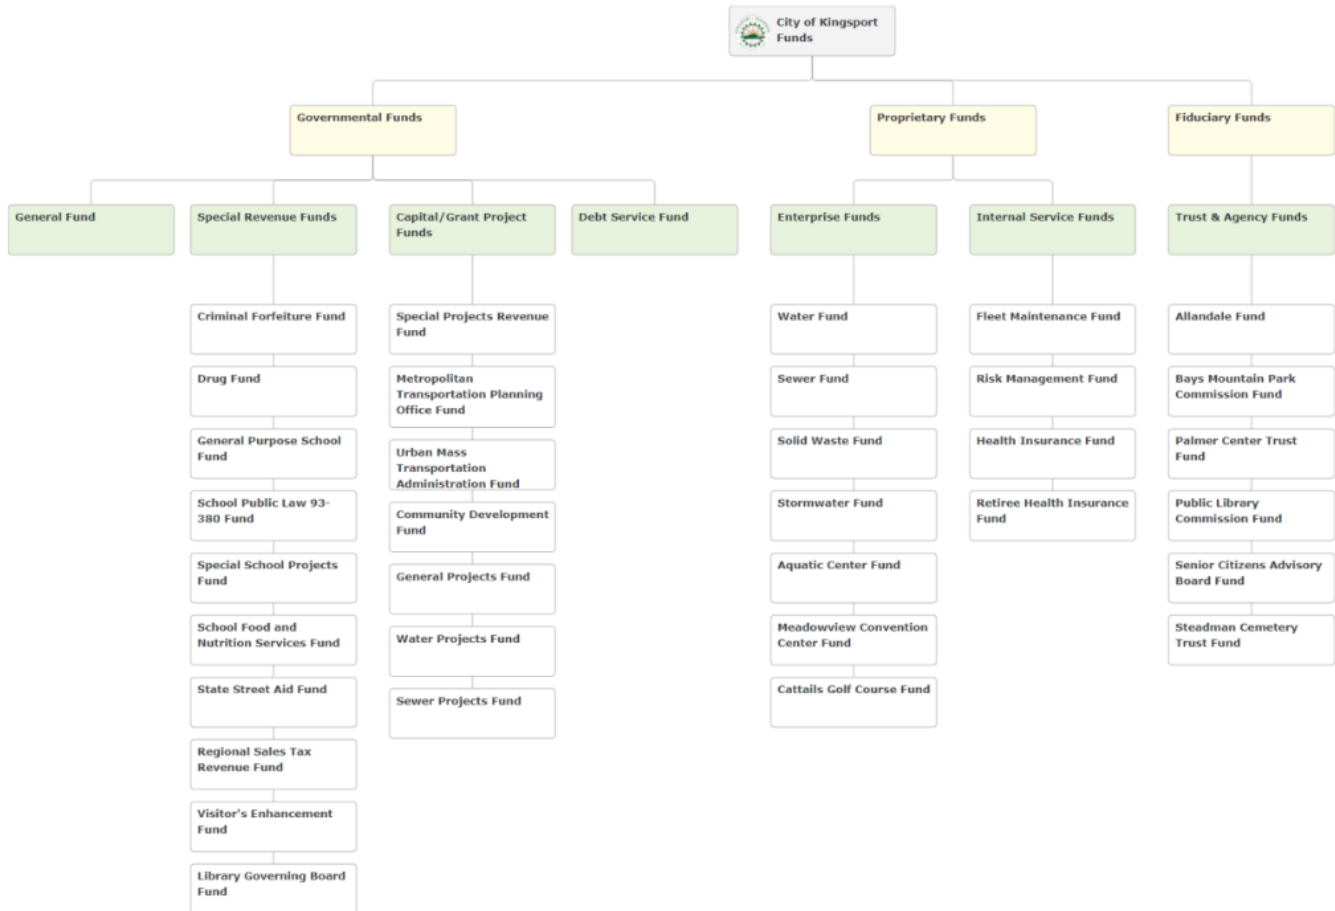 City of Kingsport
Funds
Governmental Funds
Proprietary Funds
Fiduciary Funds
General Fund
Special Revenue Funds
Capital/Grant Project
Funds
Debt Service Fund
Enterprise Funds
Internal Service Funds
Trust & Agency Funds
Criminal Forfeiture Fund
Drug Fund
General Purpose School
Fund
School Public Law 93-
380 Fund
Special School Projects
Fund
School Food and
Nutrition Services Fund
State Street Aid Fund
Regional Sales Tax
Revenue Fund
Visitor's Enhancement
Fund
Library Governing Board
Fund
Special Projects Revenue
Fund
Metropolitan
Transportation Planning
Office Fund
Urban Mass
Transportation
Administration Fund
Community Development
Fund
General Projects Fund
Water Projects Fund
Sewer Projects Fund
Water Fund
Sewer Fund
Solid Waste Fund
Stormwater Fund
Aquatic Center Fund
Meadowview Convention
Center Fund
Cattails Golf Course Fund
Fleet Maintenance Fund
Risk Management Fund
Health Insurance Fund
Retiree Health Insurance
Fund
Allandale Fund
Bays Mountain Park
Commission Fund
Palmer Center Trust
Fund
Public Library
Commission Fund
Senior Citizens Advisory
Board Fund
Steadman Cemetery
Trust Fund